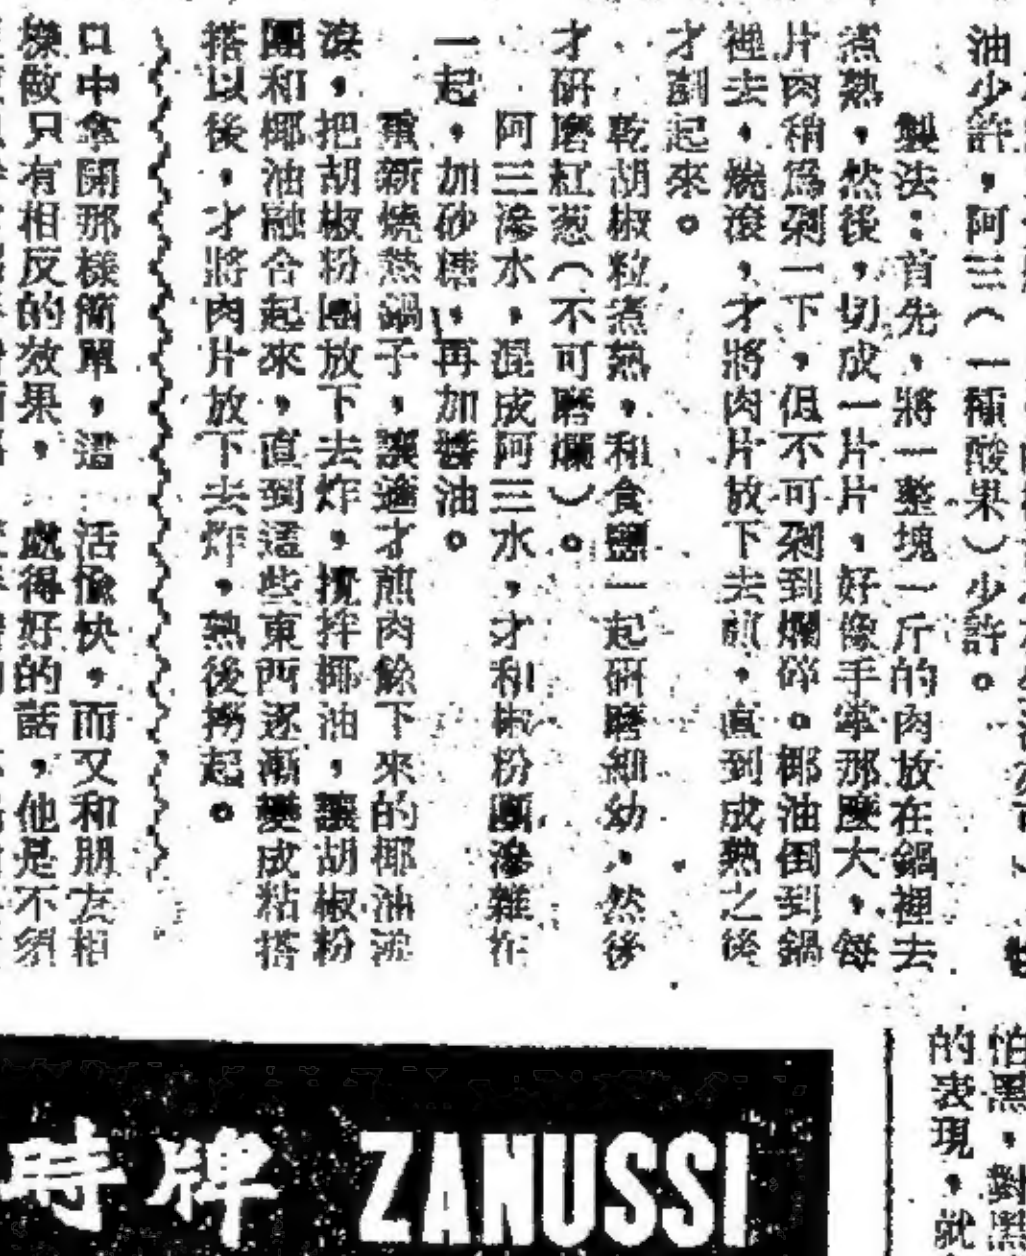 油少許，阿三（一種酸果）少許。
製法：首先，將一整塊一斤的肉放在鍋裡去
煮熟，然後，切成一片片，好像手掌那麼大，每
片肉稍爲剁一下，但不可剁到爛碎。椰油倒到鍋
裡去，燒滾，才將肉片放下去煎，直到成熟之後
才剷起來。
乾胡椒粒煮熟，和食鹽一起研磨細幼，然後
才研磨紅葱（不可磨爛）。
阿三滲水，混成阿三水，才和椒粉團滲雜在
一起，加砂糖，再加醬油。
重新燒熱鍋子，讓適才煎肉餘下來的椰油沸
滾，把胡椒粉團放下去炸，攪拌椰油，讓胡椒粉
團和椰油融合起來，直到這些東西逐漸變成粘搭
搭以後，才將肉片放下去炸，熟後撈起。
口中拿開那樣簡單，這
樣做只有相反的效果，
活愉快，而又和朋友相
處得好的話，他是不須
怕黑，對黑
的表現，就
時牌 ZANUSSI